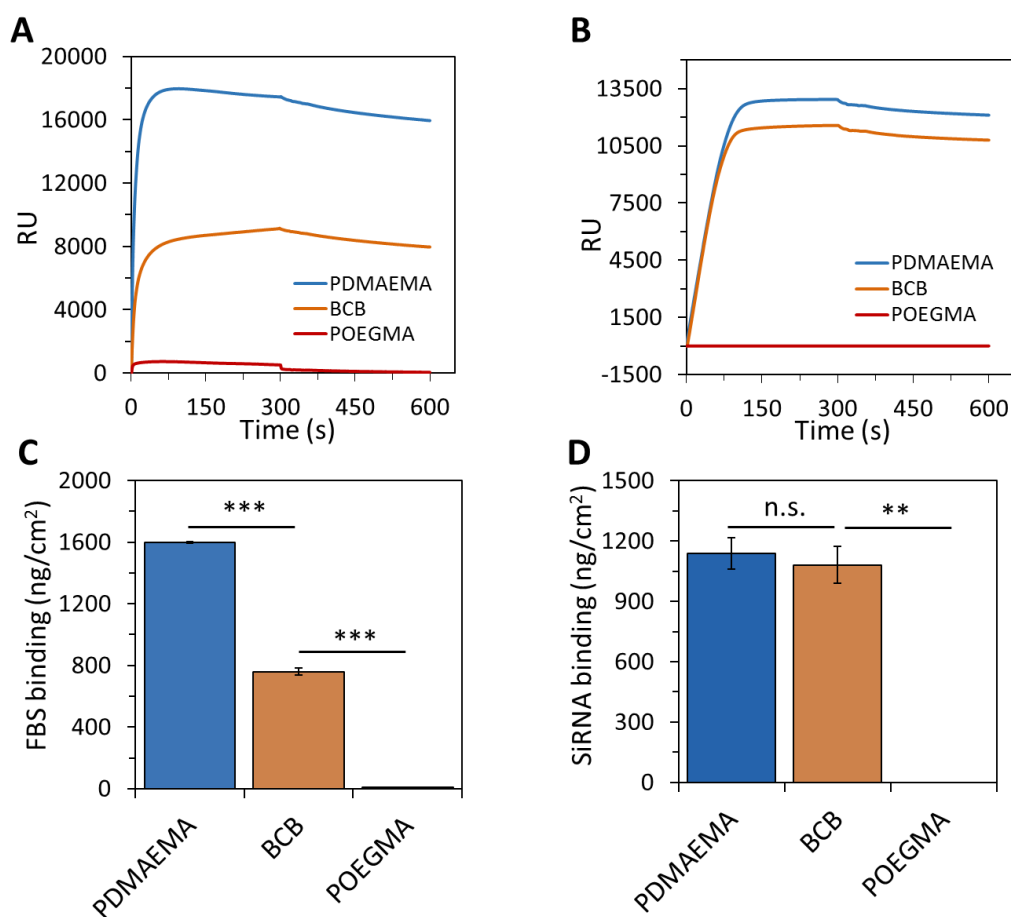 A
20000
16000
12000
8000
4000
0
RU
PDMAEMA
BCB
POEGMA
0 150 300 450 600
Time (s)
B
13500
10500
7500
4500
1500
-1500
RU
PDMAEMA
BCB
POEGMA
0 150 300 450 600
Time (s)
C
2000
1600
1200
800
400
0
FBS binding (ng/cm²)
***
***
PDMAEMA
BCB
POEGMA
D
1500
1200
900
600
300
0
SiRNA binding (ng/cm²)
n.s.
**
PDMAEMA
BCB
POEGMA